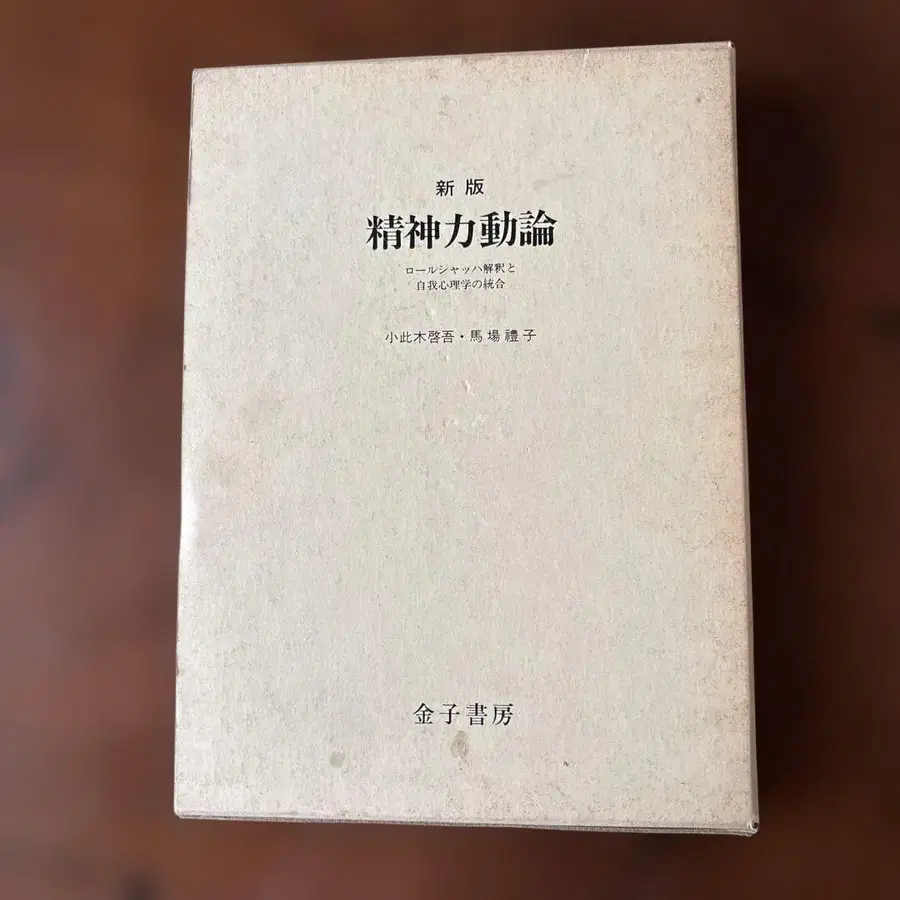 新版
精神力動論
ロールシャッハ解釈と
自我心理学の統合
小此木啓吾・馬場禮子
金子書房